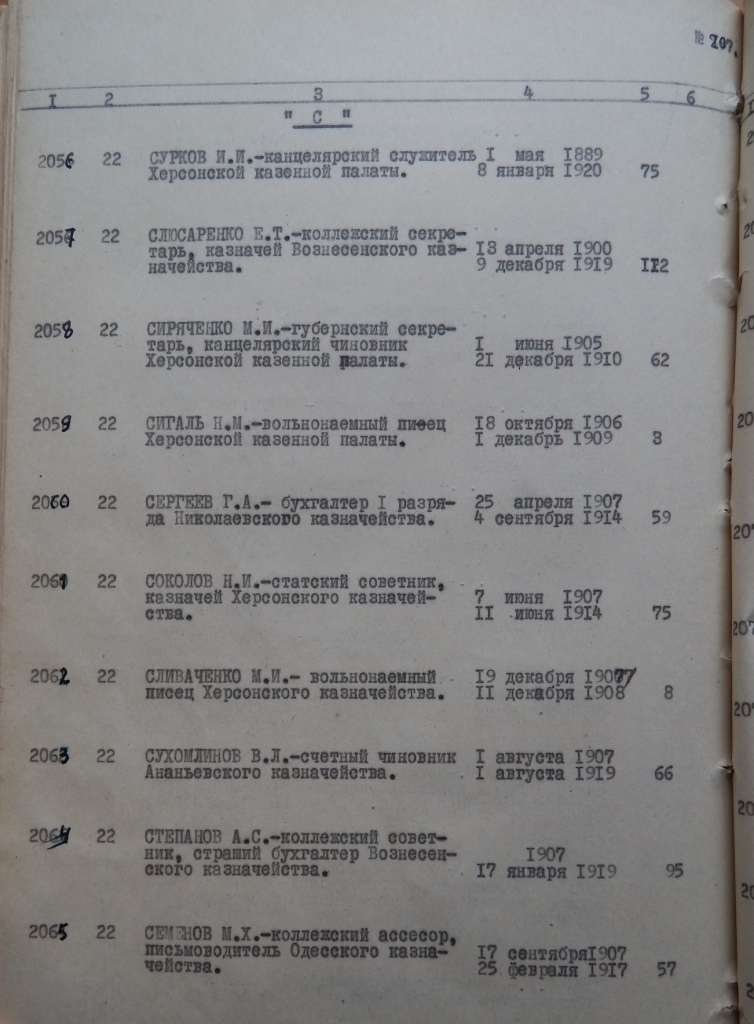 № 207.
I 2 3 4 5 6
" С "
2056 22 СУРКОВ И.И.-канцелярский служитель I мая I889
Херсонской казенной палаты. 8 января I920 75
2057 22 СЛЮСАРЕНКО Е.Т.-коллежский секре-
тарь, казначей Вознесенского каз- I3 апреля I900
начейства. 9 декабря I9I9 II2
2058 22 СИРЯЧЕНКО М.И.-губернский секре-
тарь, канцелярский чиновник I июня I905
Херсонской казенной палаты. 2I декабря I9I0 62
2059 22 СИГАЛЬ Н.М.-вольнонаемный писец I8 октября I906
Херсонской казенной палаты. I декабрь I909 3
2060 22 СЕРГЕЕВ Г.А.- бухгалтер I разря- 25 апреля I907
да Николаевского казначейства. 4 сентября I9I4 59
2061 22 СОКОЛОВ Н.И.-статский советник,
казначей Херсонского казначей- 7 июня I907
ства. II июня I9I4 75
2062 22 СЛИВАЧЕНКО М.И.- вольнонаемный I9 декабря I907
писец Херсонского казначейства. II декабря I908 8
2063 22 СУХОМЛИНОВ В.Л.-счетный чиновник I августа I907
Ананьевского казначейства. I августа I9I9 66
2064 22 СТЕПАНОВ А.С.-коллежский совет-
ник, страший бухгалтер Вознесен- I907
ского казначейства. I7 января I9I9 95
2065 22 СЕМЕНОВ М.Х.-коллежский ассесор,
письмоводитель Одесского казна- I7 сентябряI907
чейства. 25 февраля I9I7 57